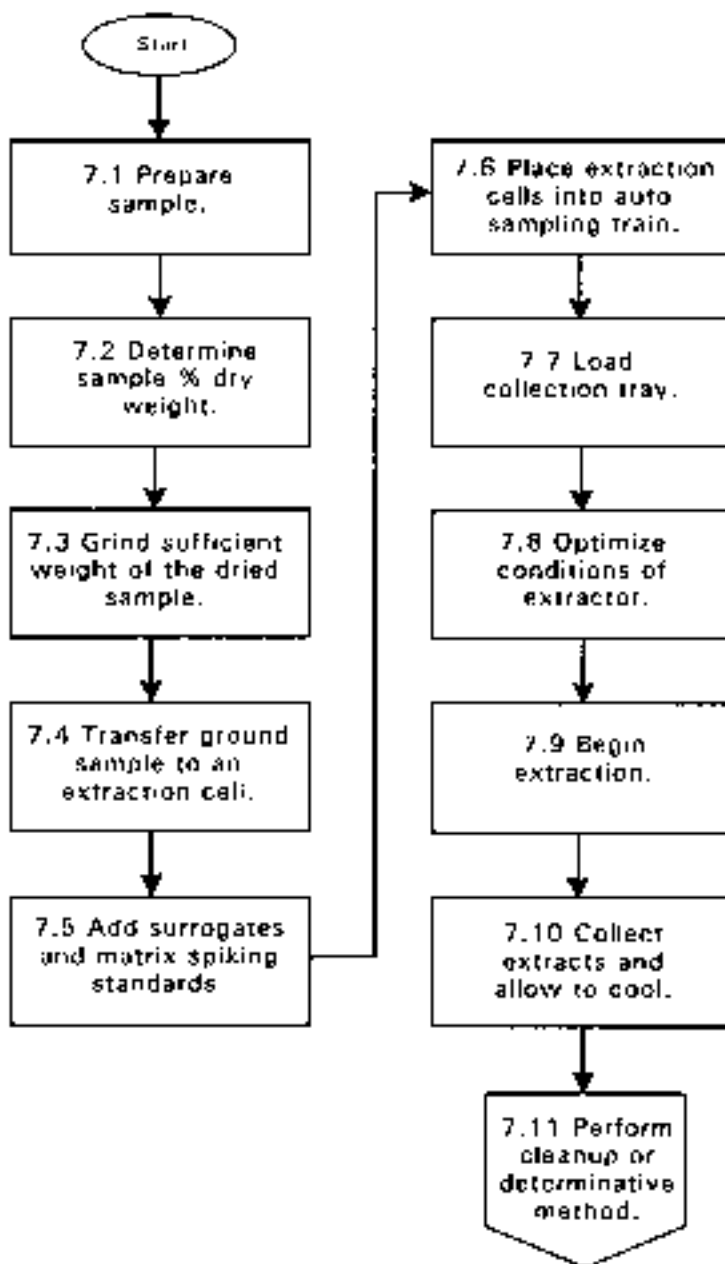 Start
7.1 Prepare
sample.
7.2 Determine
sample % dry
weight.
7.3 Grind sufficient
weight of the dried
sample.
7.4 Transfer ground
sample to an
extraction cell.
7.5 Add surrogates
and matrix spiking
standards
7.6 Place extraction
cells into auto
sampling train.
7 7 Load
collection tray.
7.8 Optimize
conditions of
extractor.
7.9 Begin
extraction.
7.10 Collect
extracts and
allow to cool.
7.11 Perform
cleanup or
determinative
method.